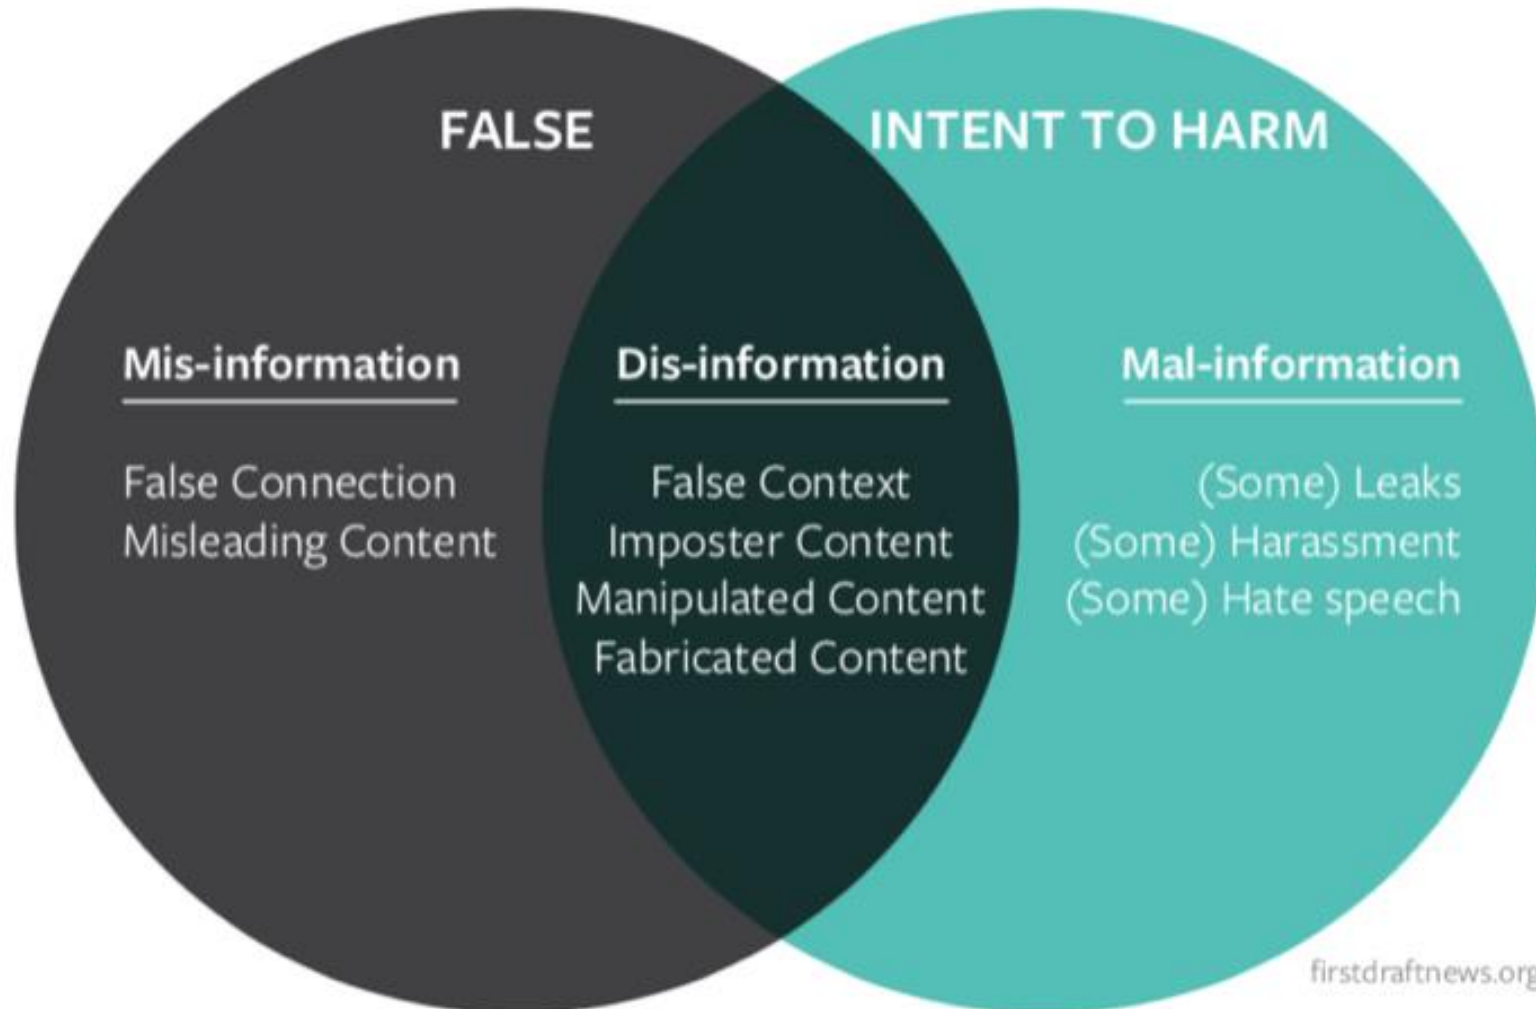 FALSE
INTENT TO HARM
Mis-information
False Connection
Misleading Content
Dis-information
False Context
Imposter Content
Manipulated Content
Fabricated Content
Mal-information
(Some) Leaks
(Some) Harassment
(Some) Hate speech
firstdraftnews.org